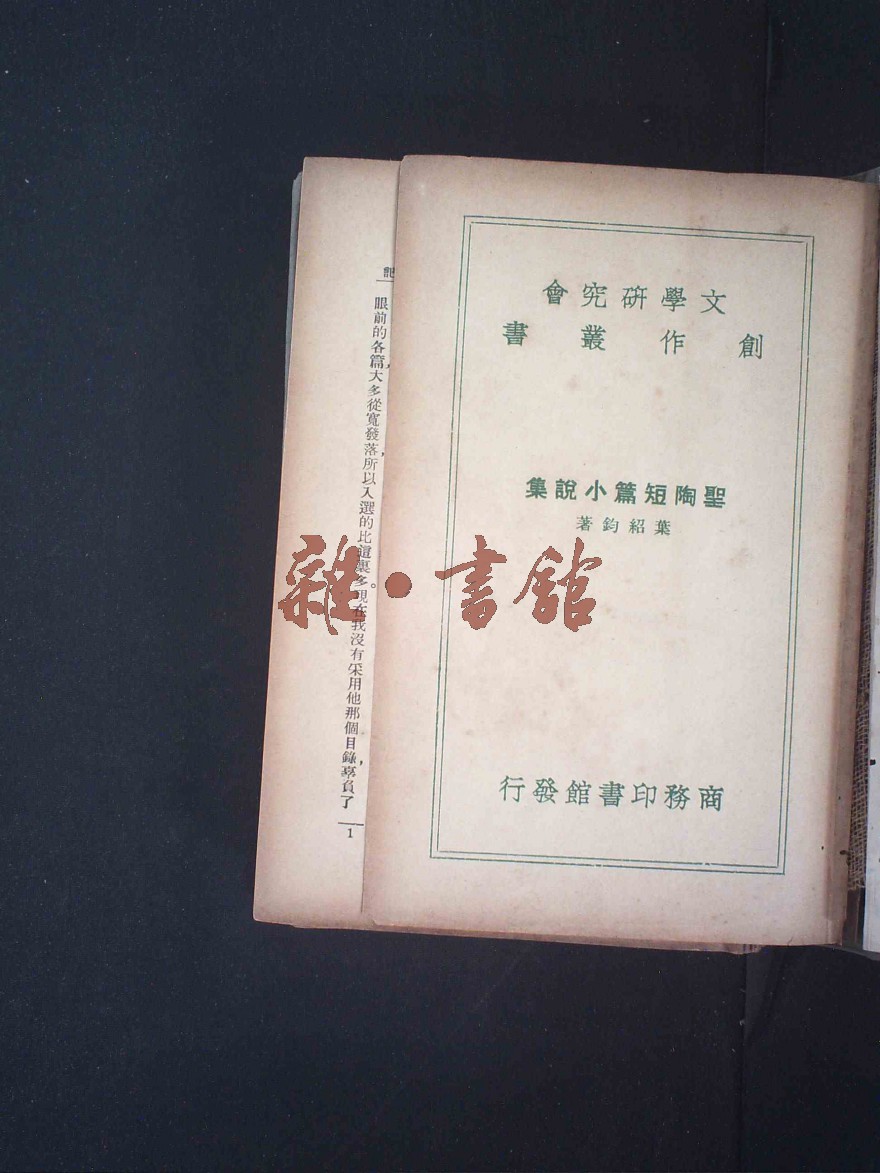 文學研究會
創作叢書
聖陶短篇小說集
葉紹鈞著
商務印書館發行
記
眼前的各篇，大多從寬發落，所以入選的比這裏多。現在我沒有采用他那個目錄，辜負了
1
雜·書館